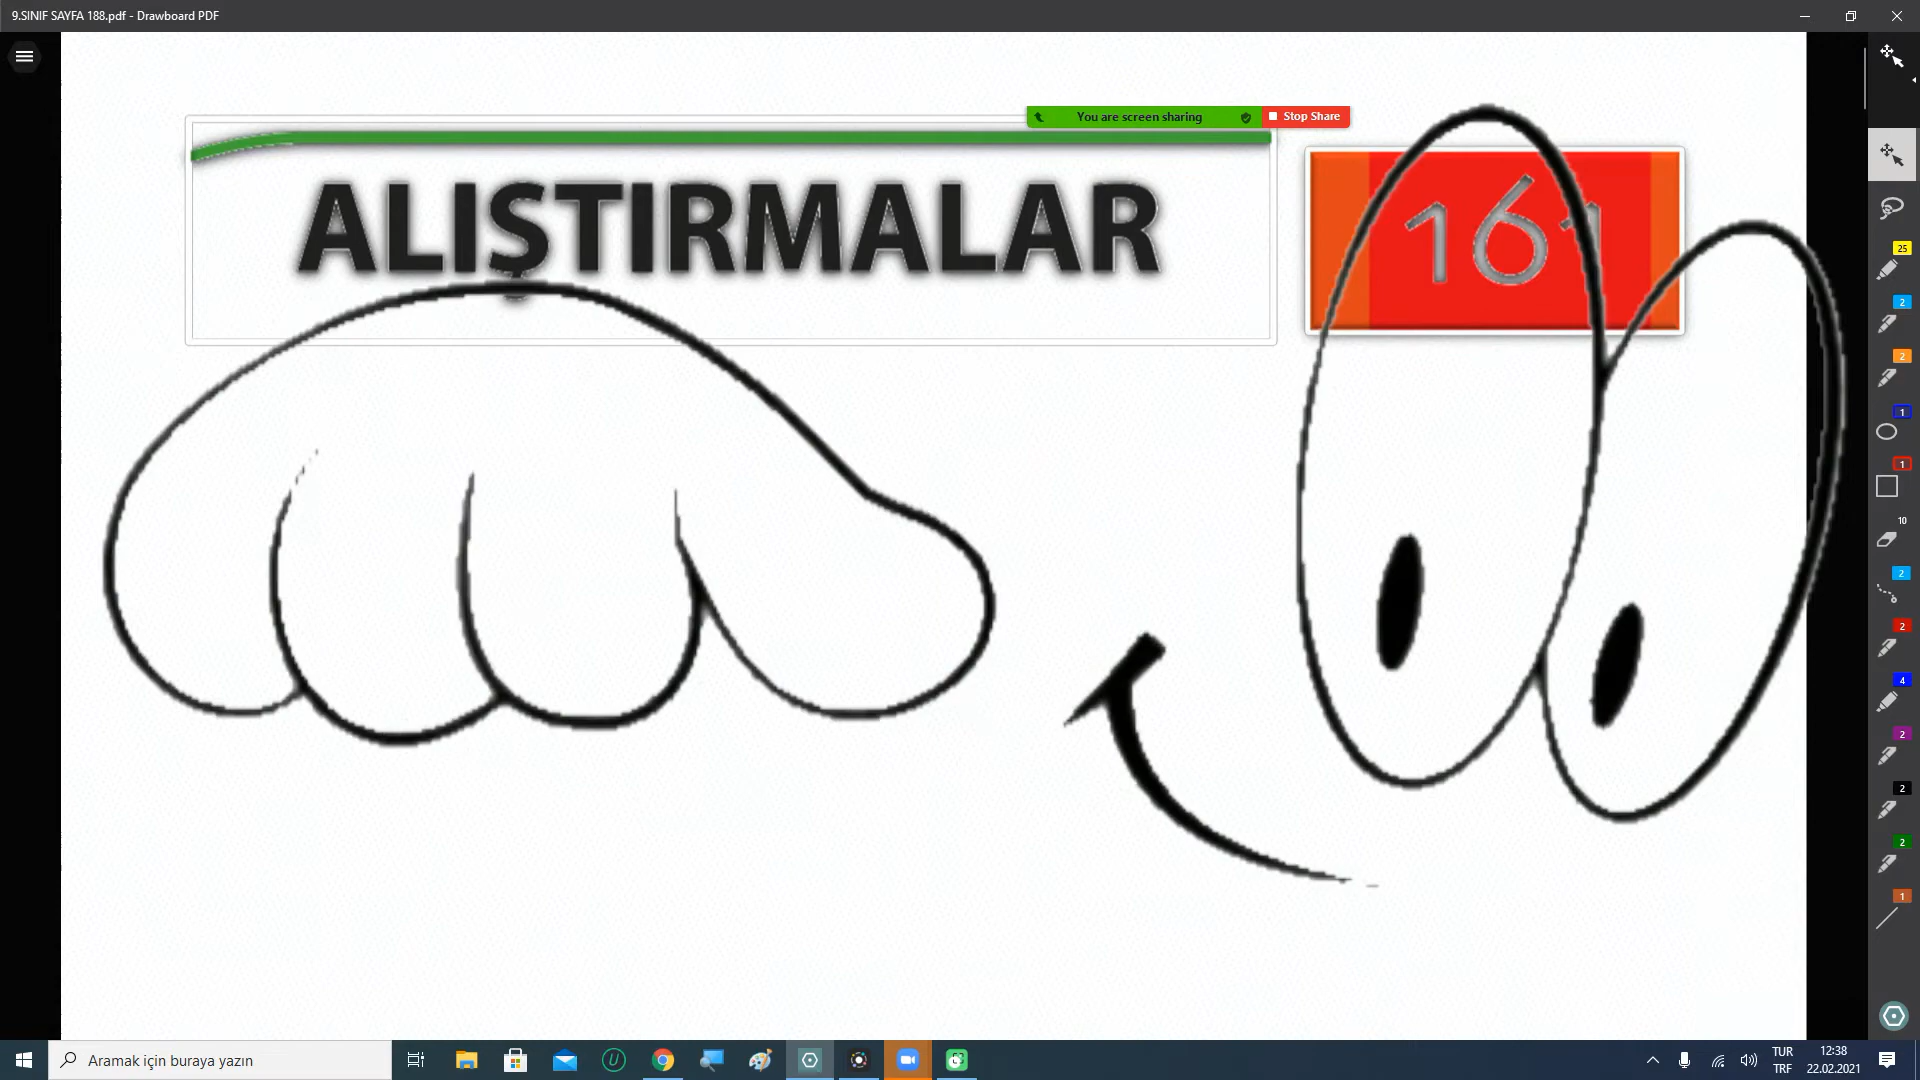 9.SINIF SAYFA 188.pdf - Drawboard PDF
You are screen sharing
Stop Share
ALIŞTIRMALAR
161
25
2
2
1
1
10
2
2
4
2
2
2
1
Aramak için buraya yazın
TUR
TRF
12:38
22.02.2021